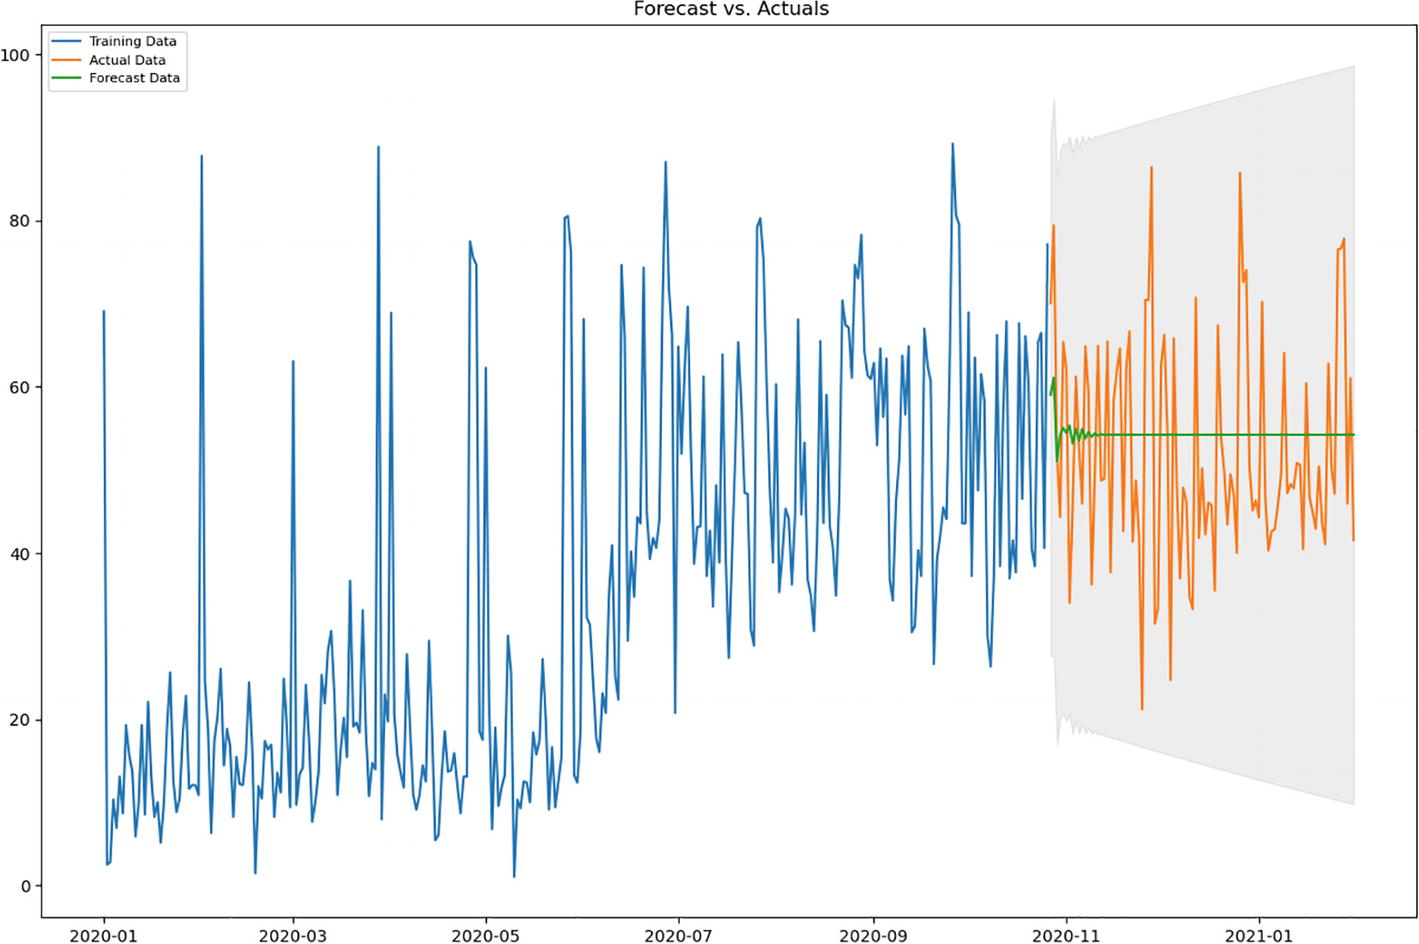 Forecast vs. Actuals
Training Data
Actual Data
Forecast Data
100
80
60
40
20
0
2020-01 2020-03 2020-05 2020-07 2020-09 2020-11 2021-01